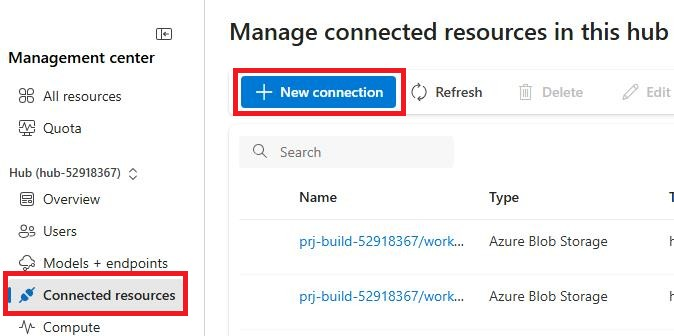 Management center
All resources
Quota
Hub (hub-52918367)
Overview
Users
Models + endpoints
Connected resources
Compute
Manage connected resources in this hub
New connection Refresh Delete Edit
Search
Name Type
prj-build-52918367/work... Azure Blob Storage
prj-build-52918367/work... Azure Blob Storage